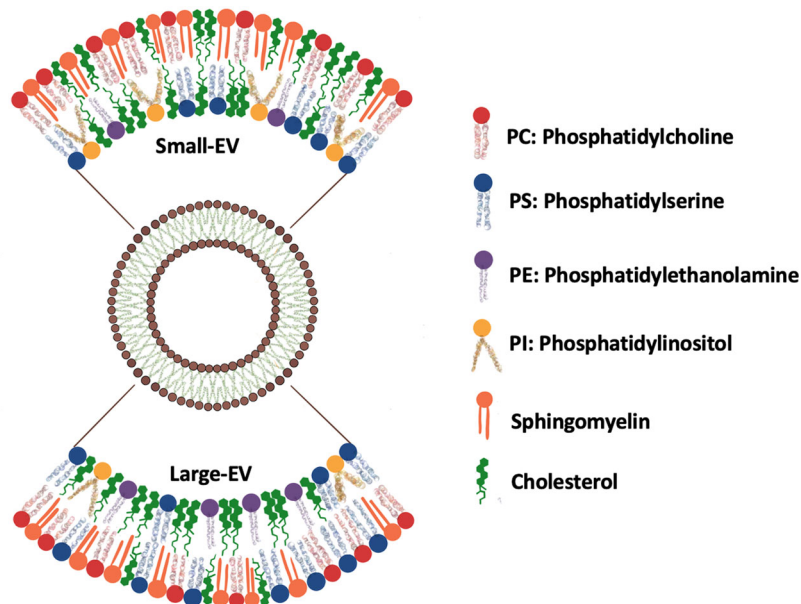 Small-EV
PC: Phosphatidylcholine
PS: Phosphatidylserine
PE: Phosphatidylethanolamine
PI: Phosphatidylinositol
Sphingomyelin
Large-EV
Cholesterol